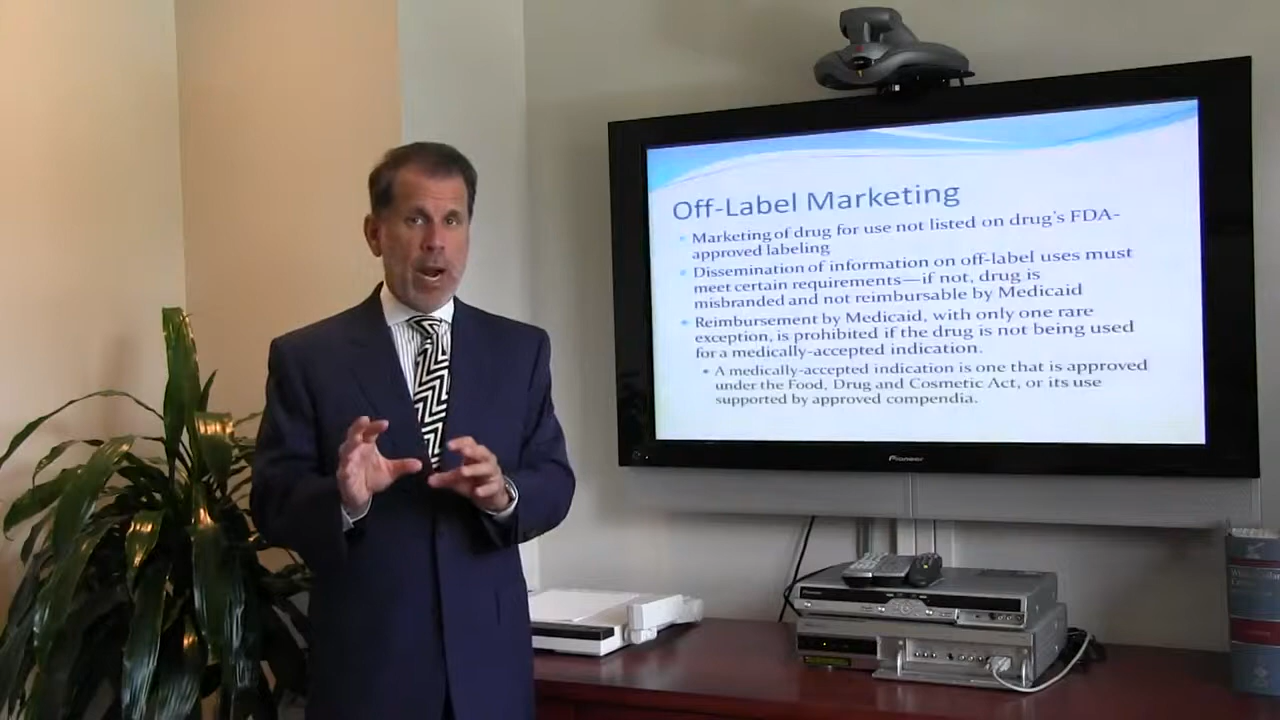 Off-Label Marketing
Marketing of drug for use not listed on drug's FDA-
approved labeling
Dissemination of information on off-label uses must
meet certain requirements—if not, drug is
misbranded and not reimbursable by Medicaid
Reimbursement by Medicaid, with only one rare
exception, is prohibited if the drug is not being used
for a medically-accepted indication.
A medically-accepted indication is one that is approved
under the Food, Drug and Cosmetic Act, or its use
supported by approved compendia.
Pioneer